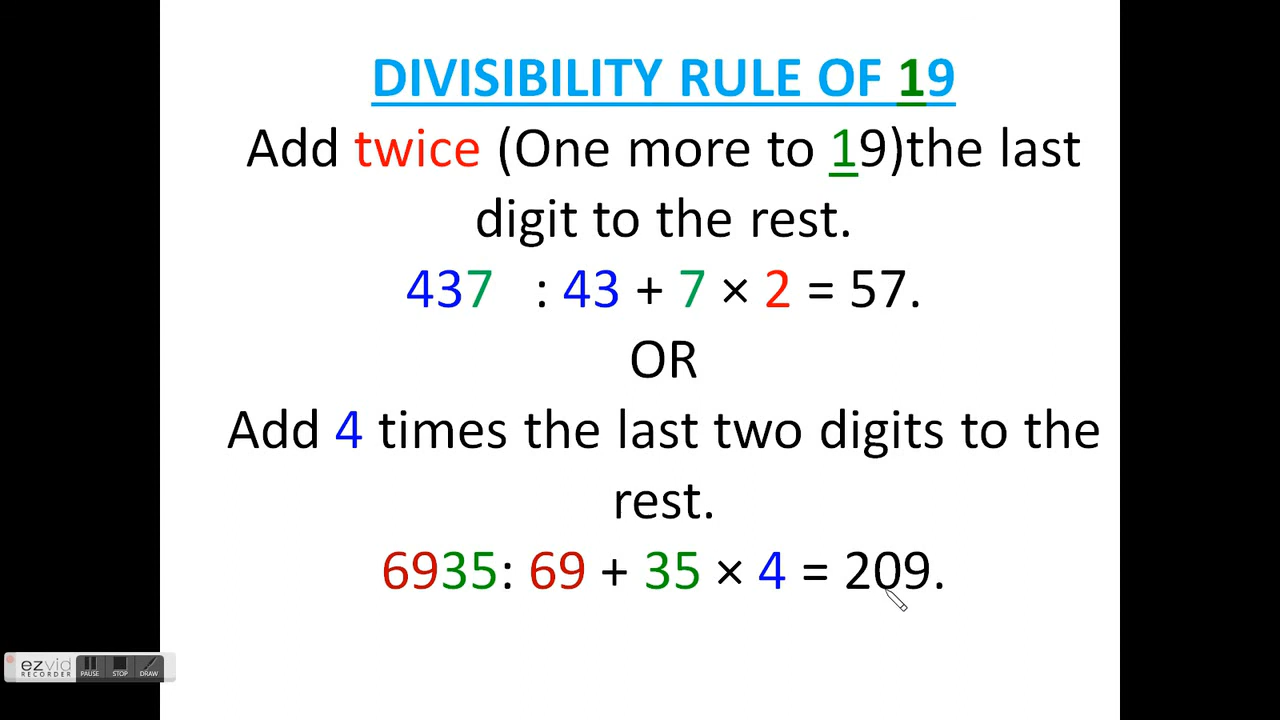 DIVISIBILITY RULE OF 19
Add twice (One more to 19)the last
digit to the rest.
437 : 43 + 7 × 2 = 57.
OR
Add 4 times the last two digits to the
rest.
6935: 69 + 35 × 4 = 209.
ezvid
RECORDER
PAUSE STOP DRAW